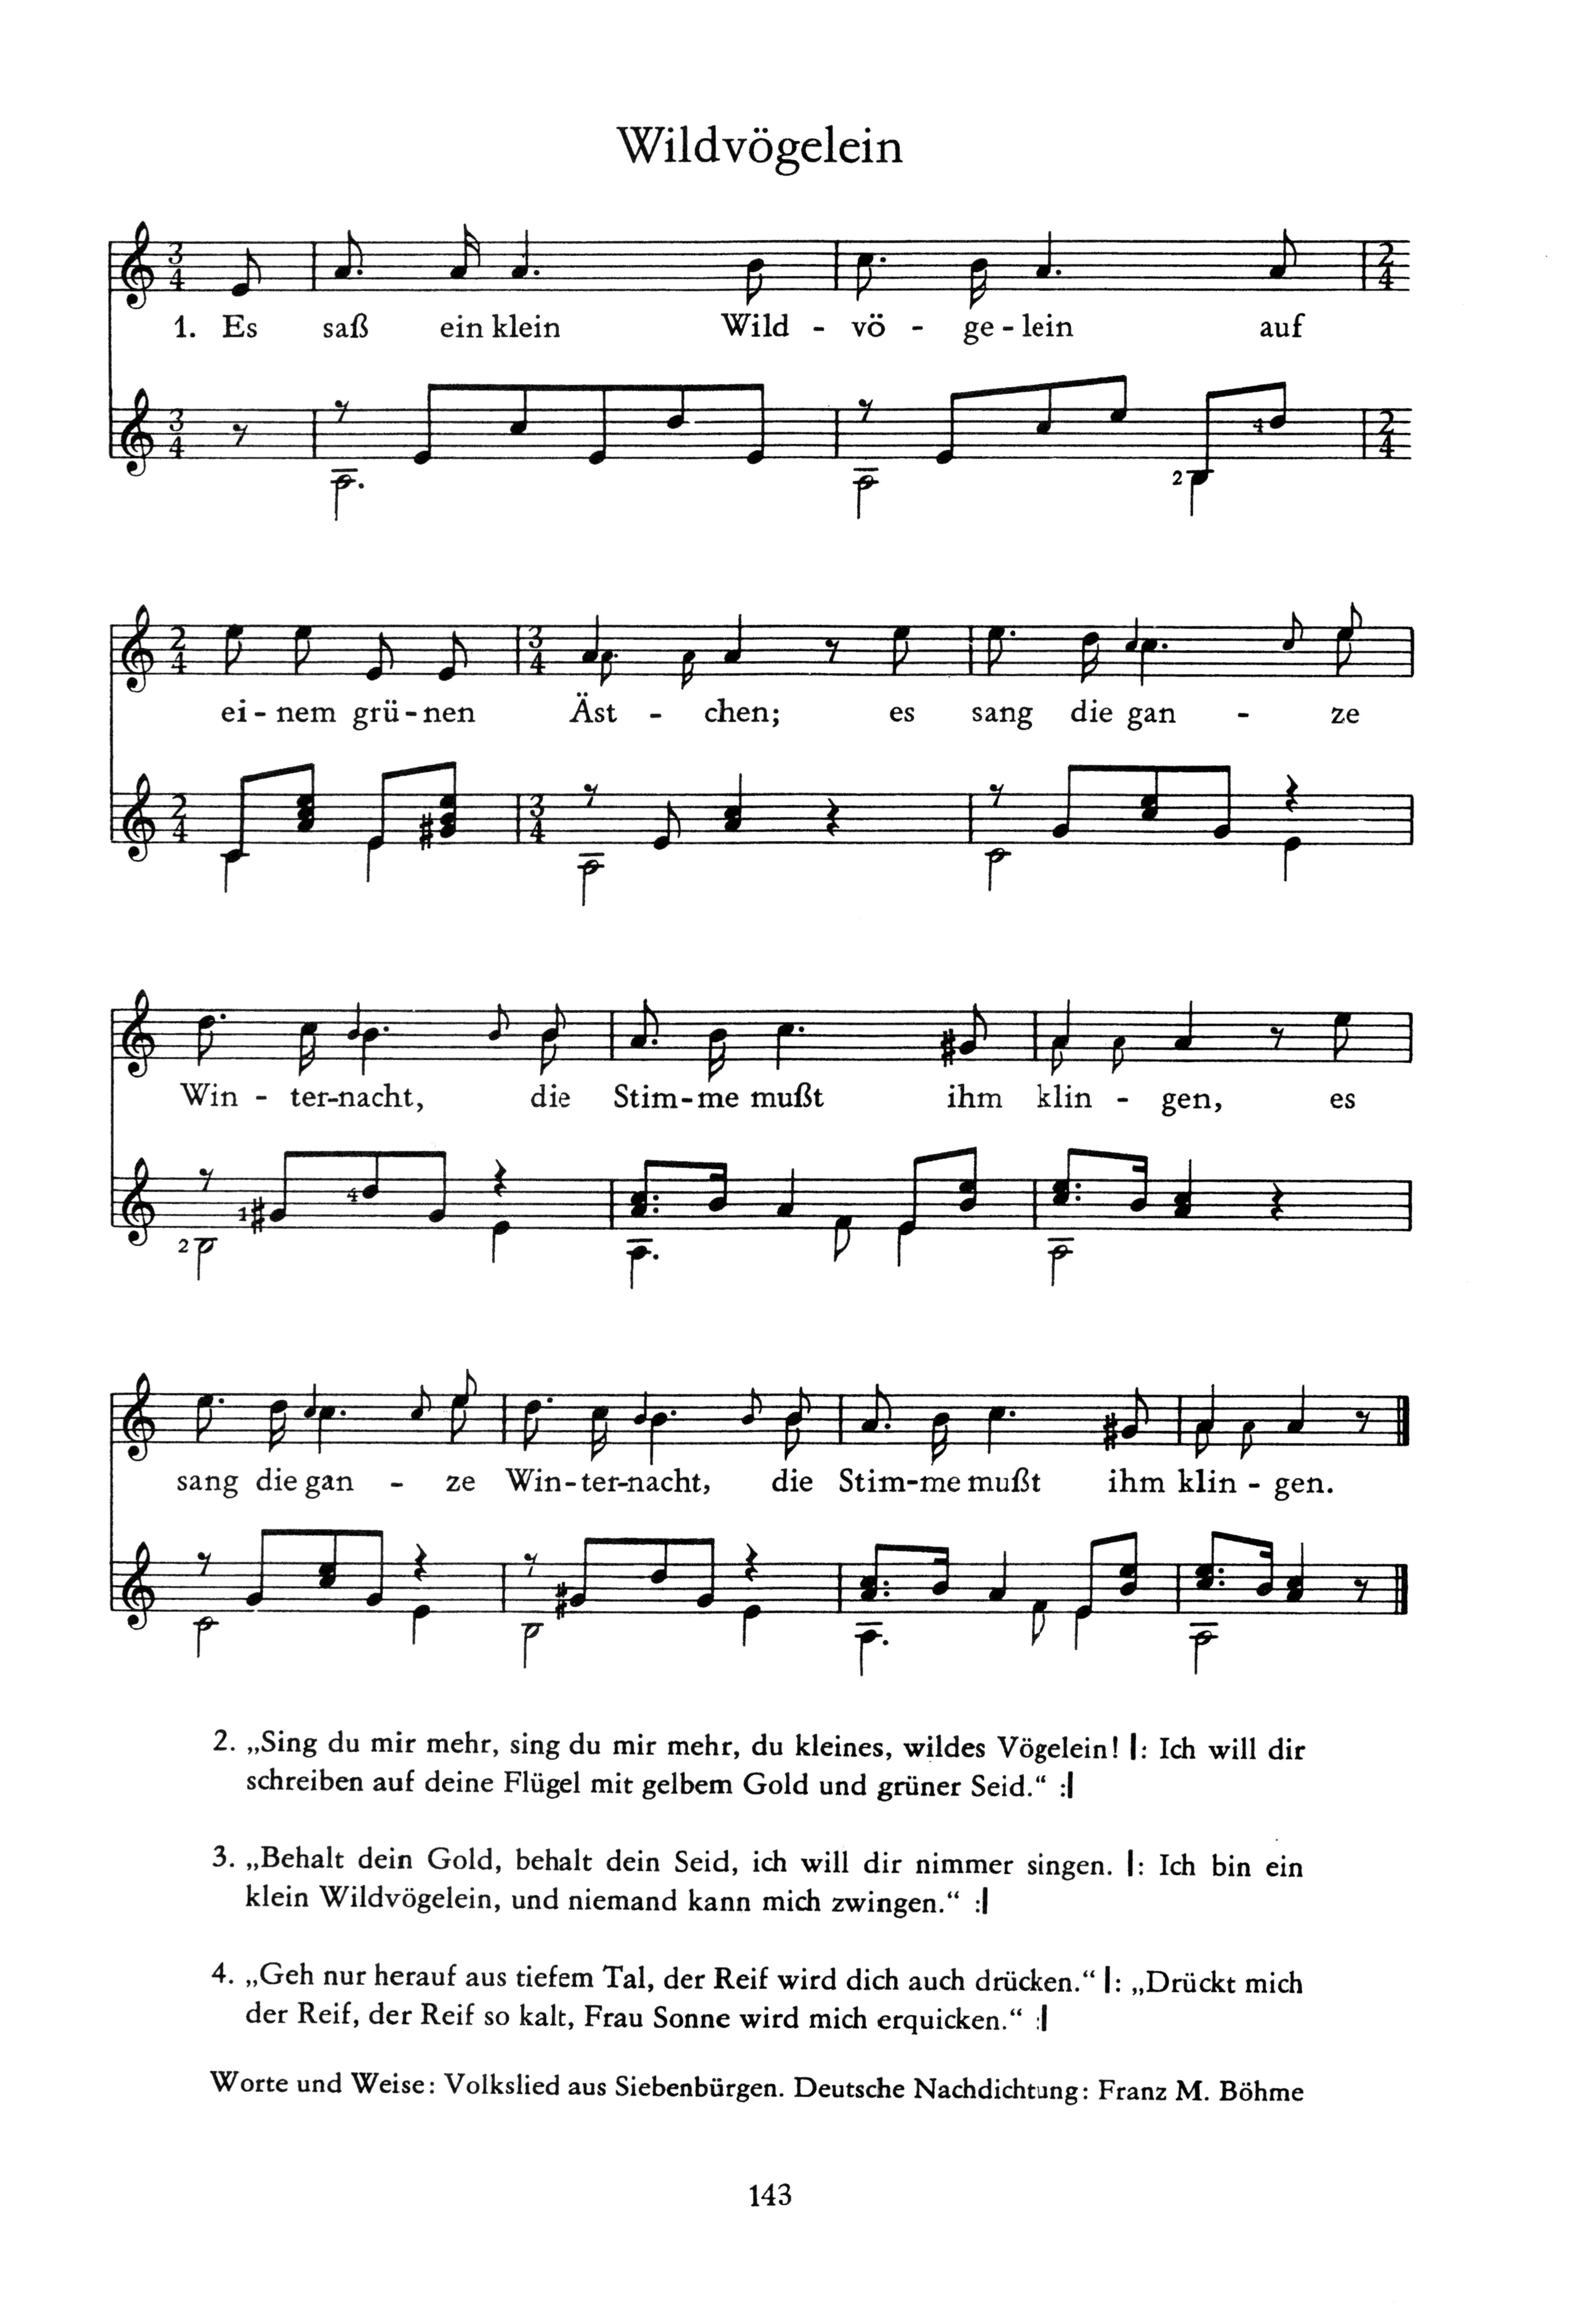 Wildvögelein
1. Es saß ein klein Wild - vö - ge - lein auf
ei - nem grü - nen Äst - chen; es sang die gan - ze
Win - ter-nacht, die Stim-me mußt ihm klin - gen, es
sang die gan - ze Win-ter-nacht, die Stim-me mußt ihm klin - gen.
2. „Sing du mir mehr, sing du mir mehr, du kleines, wildes Vögelein! |: Ich will dir
schreiben auf deine Flügel mit gelbem Gold und grüner Seid.“ :|
3. „Behalt dein Gold, behalt dein Seid, ich will dir nimmer singen. |: Ich bin ein
klein Wildvögelein, und niemand kann mich zwingen.“ :|
4. „Geh nur herauf aus tiefem Tal, der Reif wird dich auch drücken.“ |: „Drückt mich
der Reif, der Reif so kalt, Frau Sonne wird mich erquicken.“ :|
Worte und Weise: Volkslied aus Siebenbürgen. Deutsche Nachdichtung: Franz M. Böhme
143